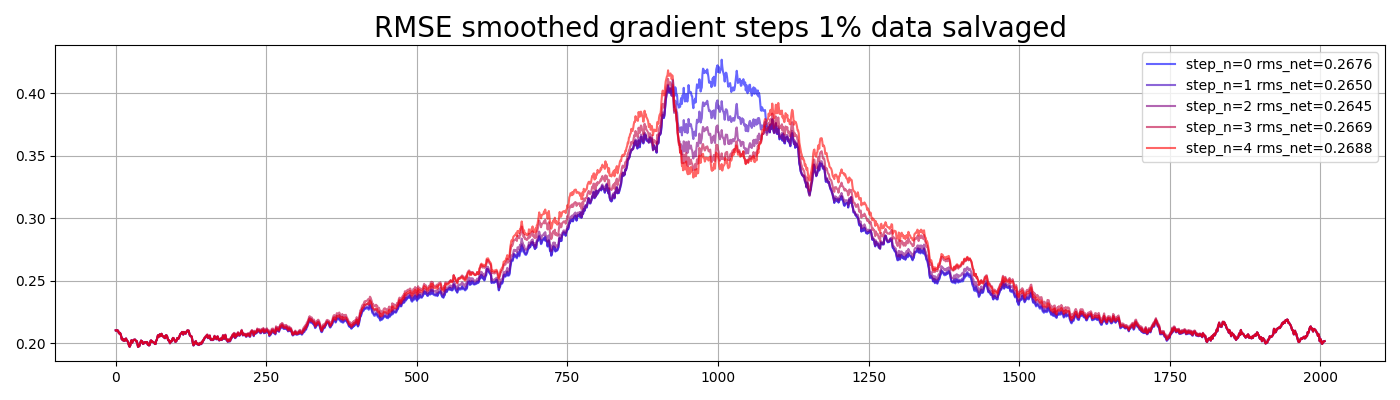 RMSE smoothed gradient steps 1% data salvaged
step_n=0 rms_net=0.2676
step_n=1 rms_net=0.2650
step_n=2 rms_net=0.2645
step_n=3 rms_net=0.2669
step_n=4 rms_net=0.2688
0.40
0.35
0.30
0.25
0.20
0 250 500 750 1000 1250 1500 1750 2000